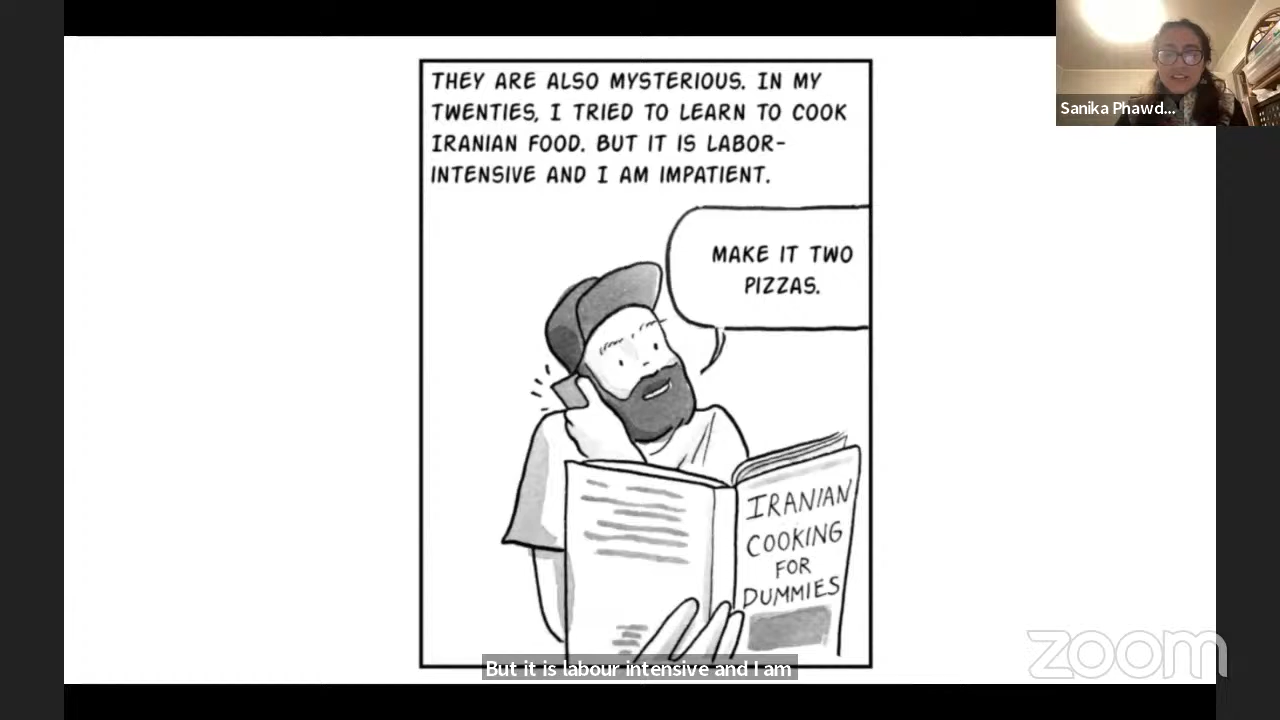 THEY ARE ALSO MYSTERIOUS. IN MY
TWENTIES, I TRIED TO LEARN TO COOK
IRANIAN FOOD. BUT IT IS LABOR-
INTENSIVE AND I AM IMPATIENT.
MAKE IT TWO
PIZZAS.
IRANIAN
COOKING
FOR
DUMMIES
But it is labour intensive and I am
Sanika Phawd...
zoom